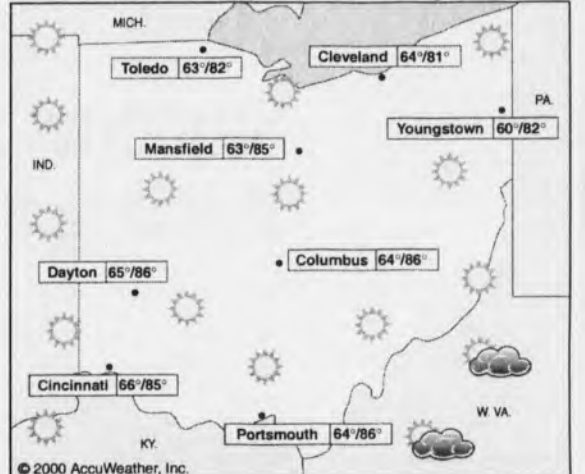 MICH.
Cleveland 64°/81°
Toledo 63°/82°
PA.
Youngstown 60°/82°
Mansfield 63°/85°
IND.
Columbus 64°/86°
Dayton 65°/86°
Cincinnati 66°/85°
W. VA.
Portsmouth 64°/86°
KY.
© 2000 AccuWeather, Inc.